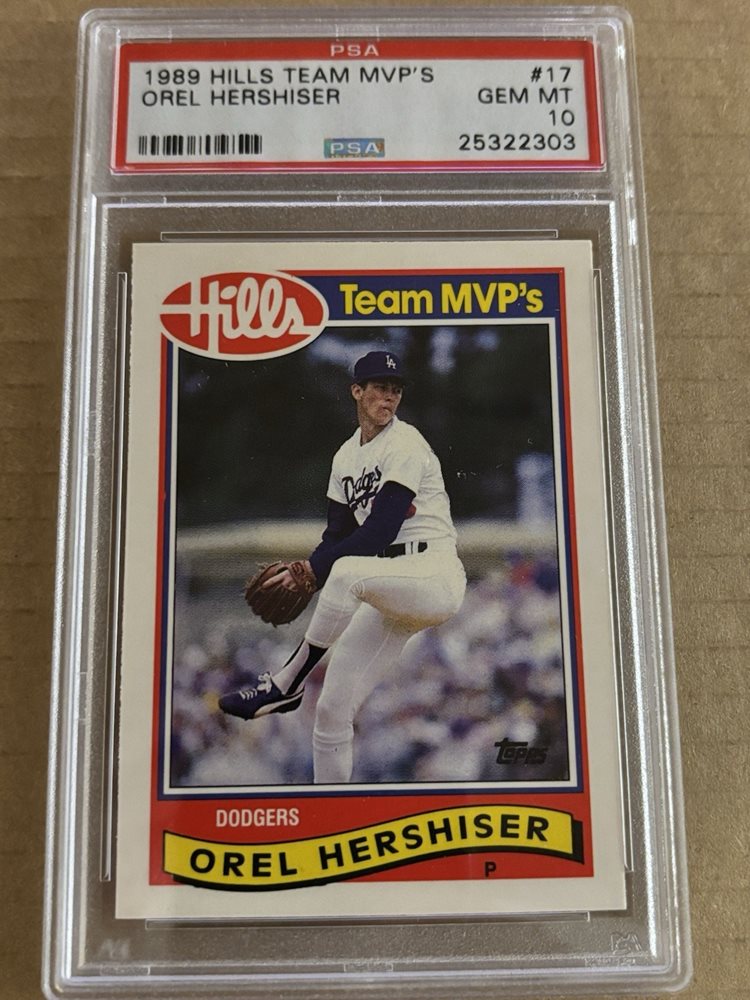 PSA
1989 HILLS TEAM MVP'S #17
OREL HERSHISER GEM MT
10
PSA 25322303
Hills Team MVP's
LA
Dodgers
TOPPS
DODGERS
OREL HERSHISER
P